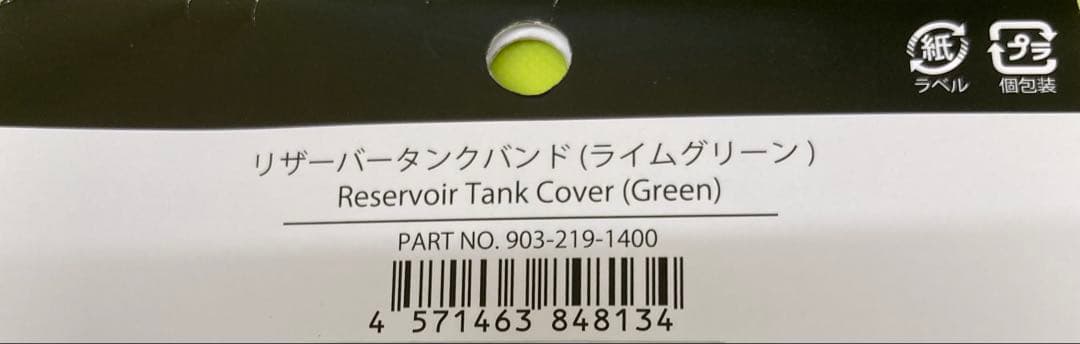 紙 プラ
ラベル 個包装
リザーバータンクバンド (ライムグリーン )
Reservoir Tank Cover (Green)
PART NO. 903-219-1400
4 571463 848134